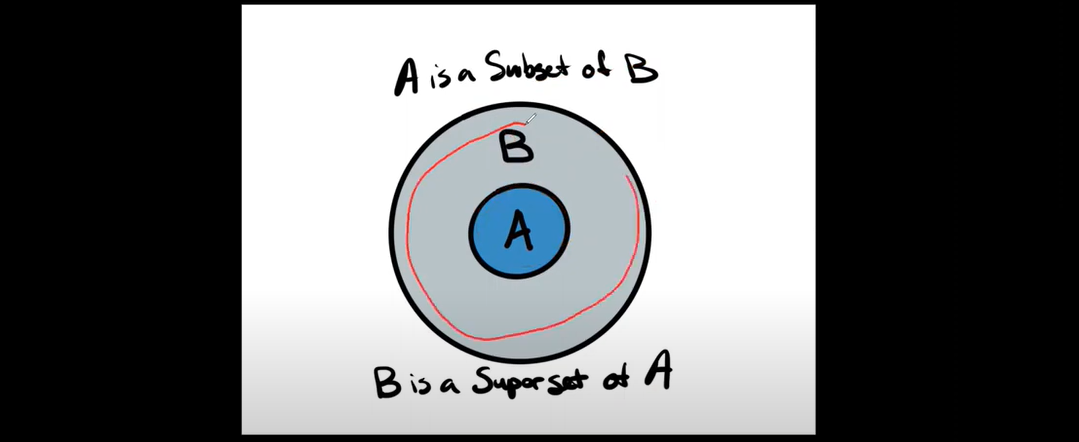 A is a Subset of B
B
A
B is a Superset of A